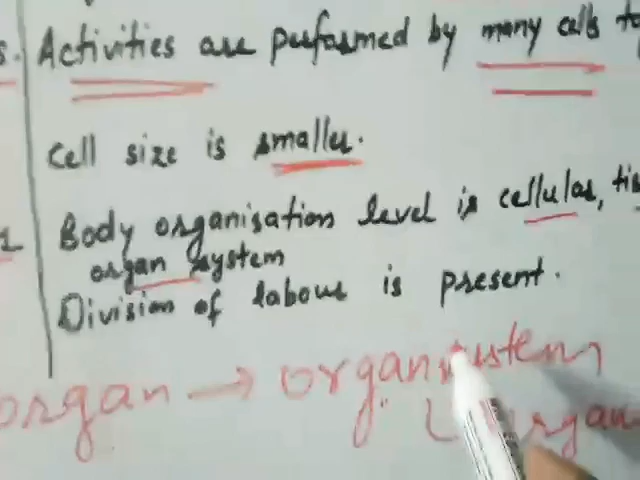 s. Activities are performed by many cells
Cell size is smaller.
Body organisation level is cellular,
organ system
Division of labour is present.
organ → organ system